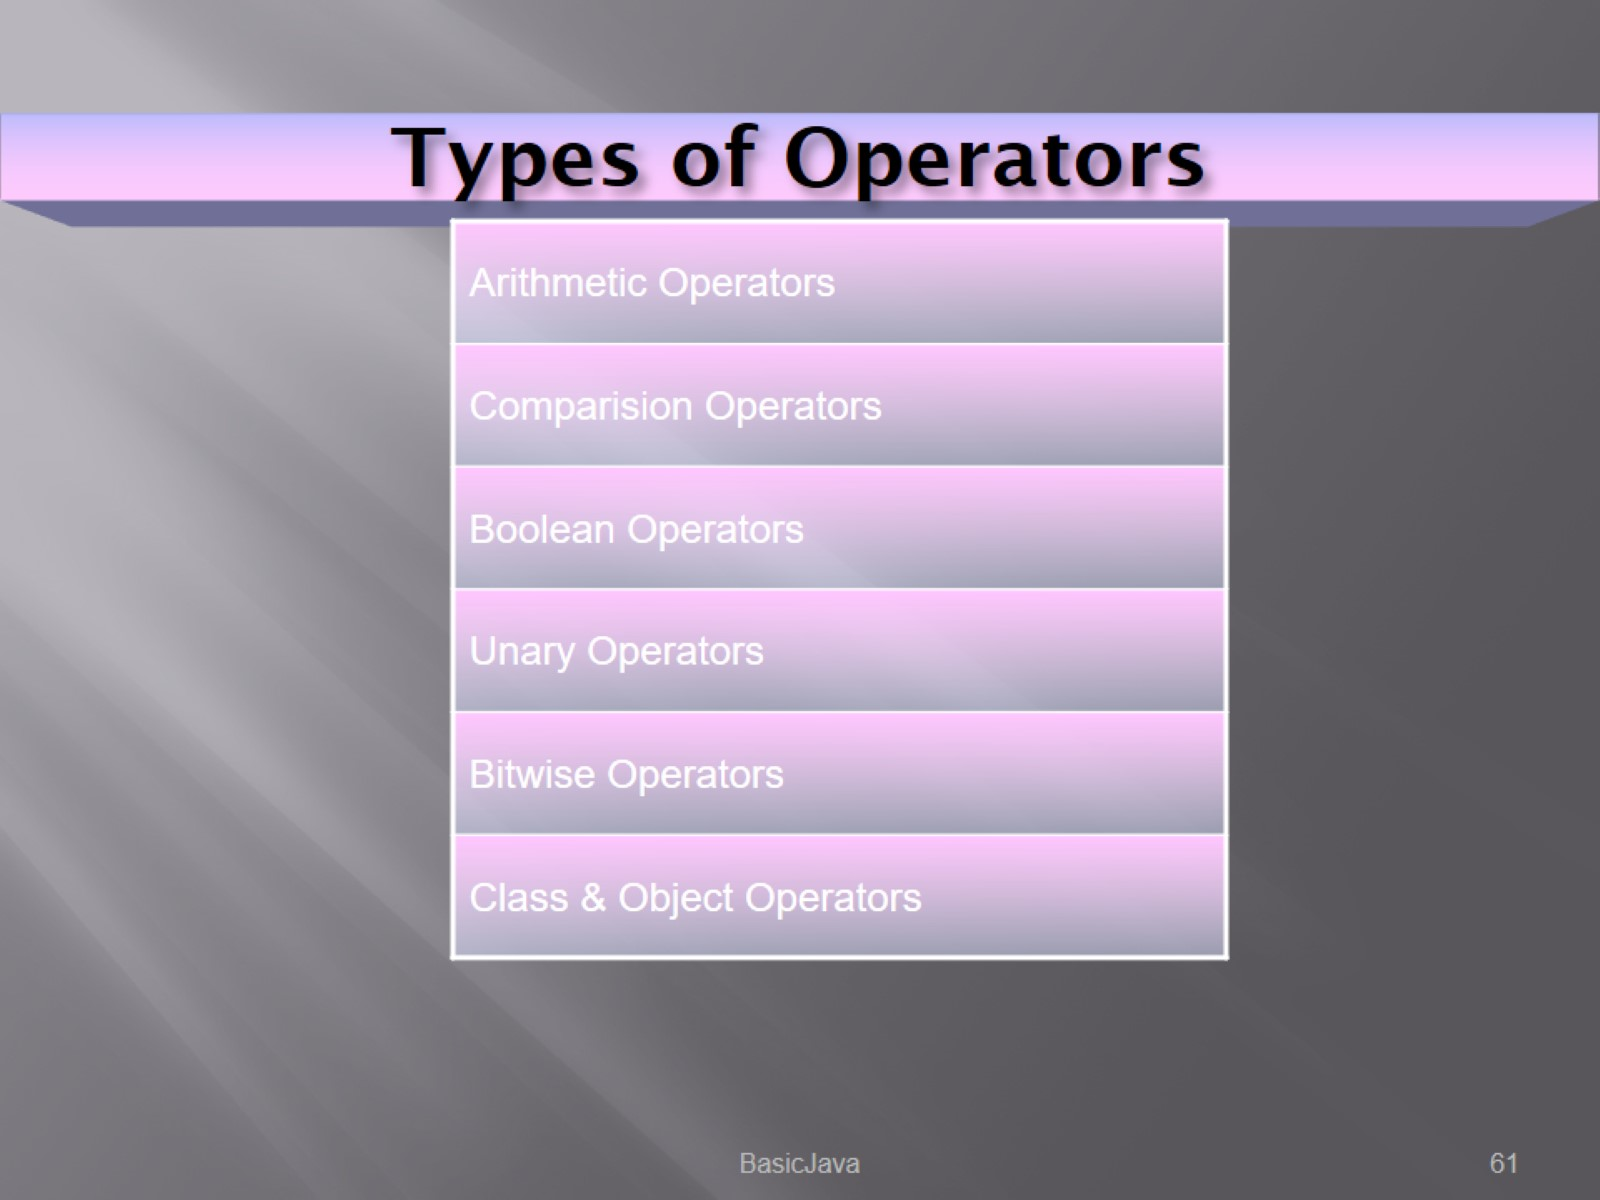 Types of Operators
Arithmetic Operators
Comparision Operators
Boolean Operators
Unary Operators
Bitwise Operators
Class & Object Operators
BasicJava
61